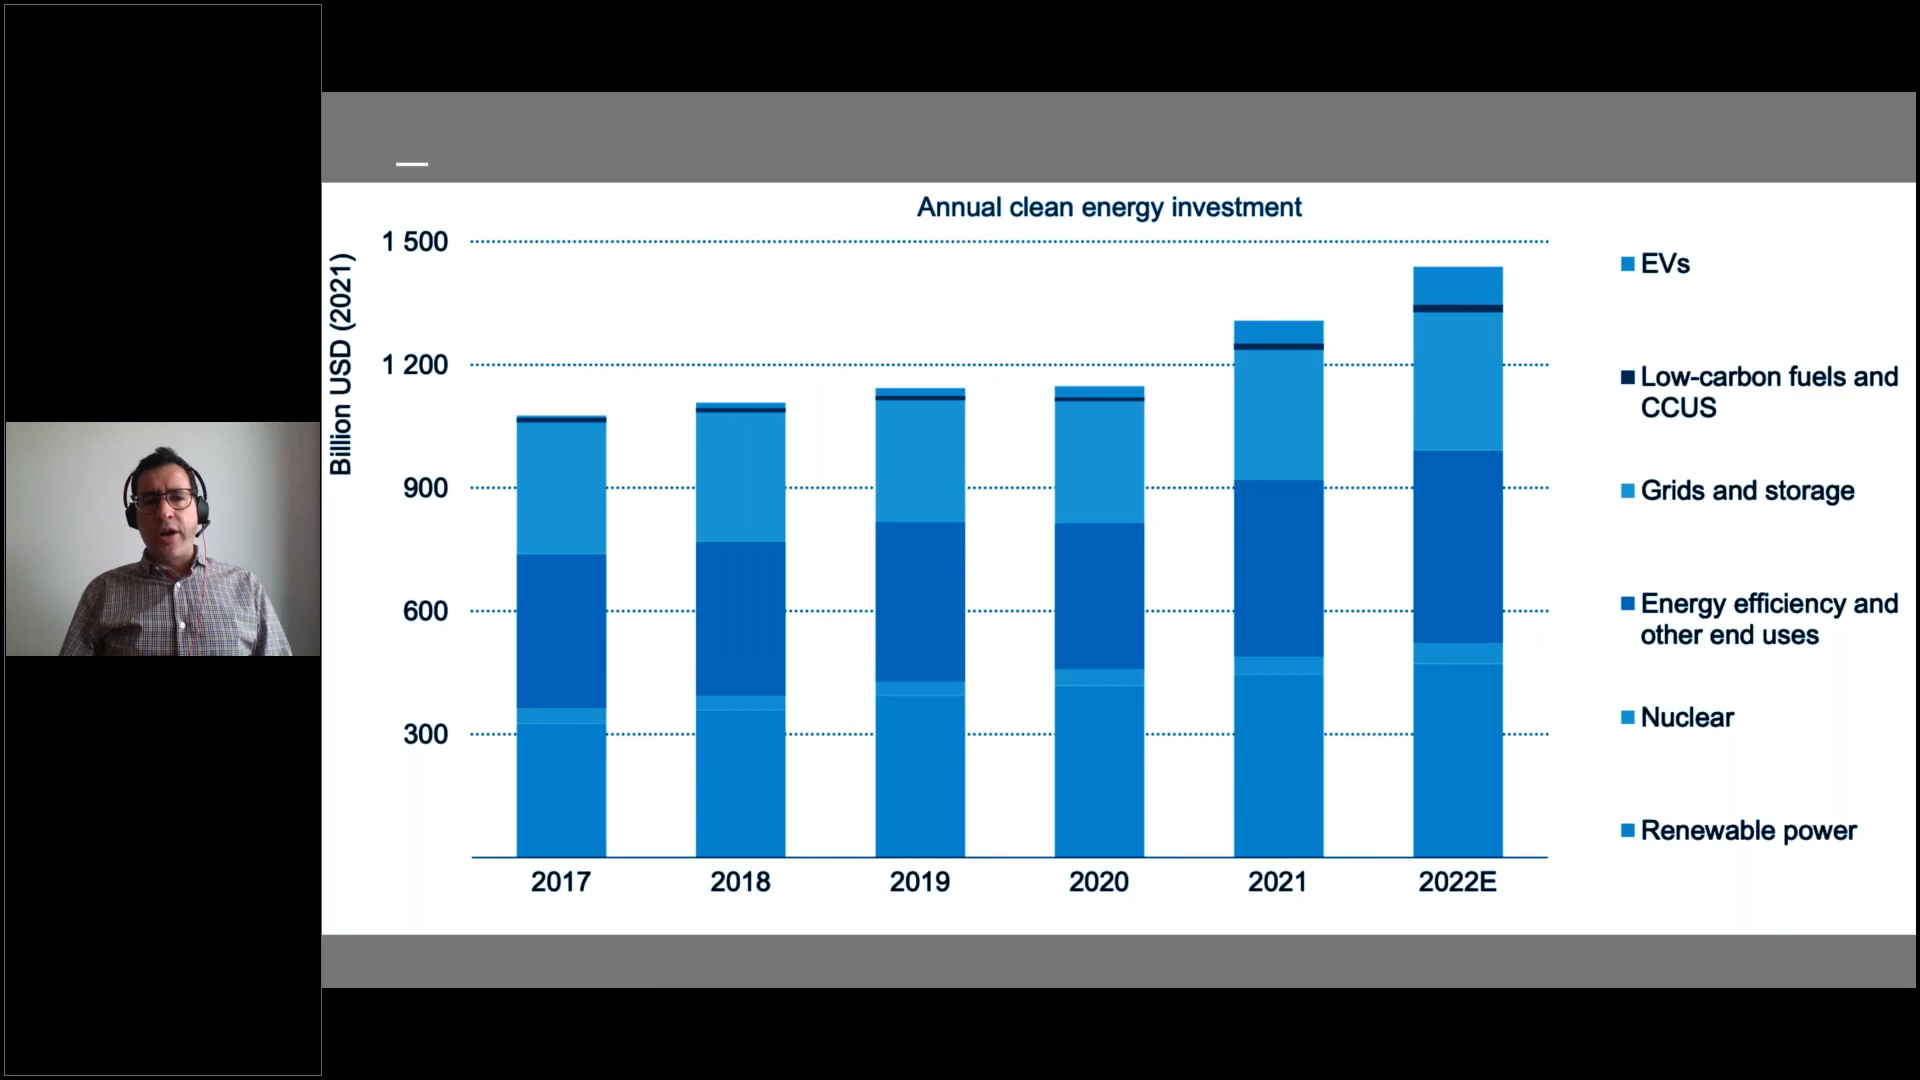 Annual clean energy investment
Billion USD (2021)
1 500
1 200
900
600
300
2017
2018
2019
2020
2021
2022E
EVs
Low-carbon fuels and
CCUS
Grids and storage
Energy efficiency and
other end uses
Nuclear
Renewable power